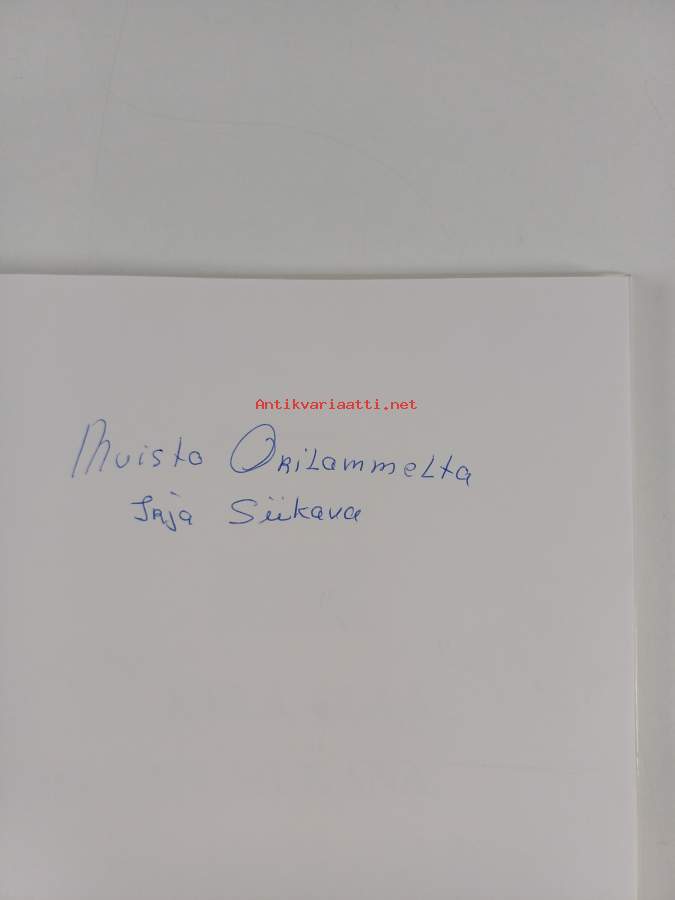 Antikvariaatti.net
Muisto Orilammelta
Irja Siikava